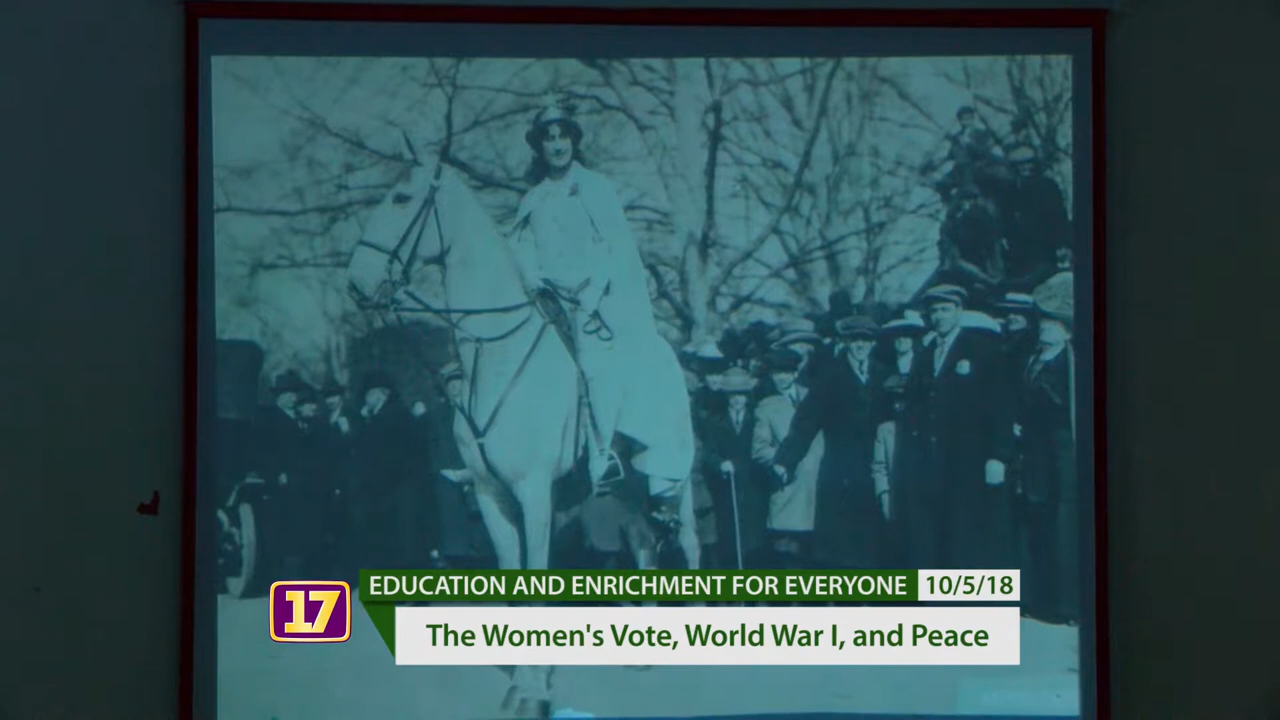 EDUCATION AND ENRICHMENT FOR EVERYONE 10/5/18
17
The Women's Vote, World War I, and Peace